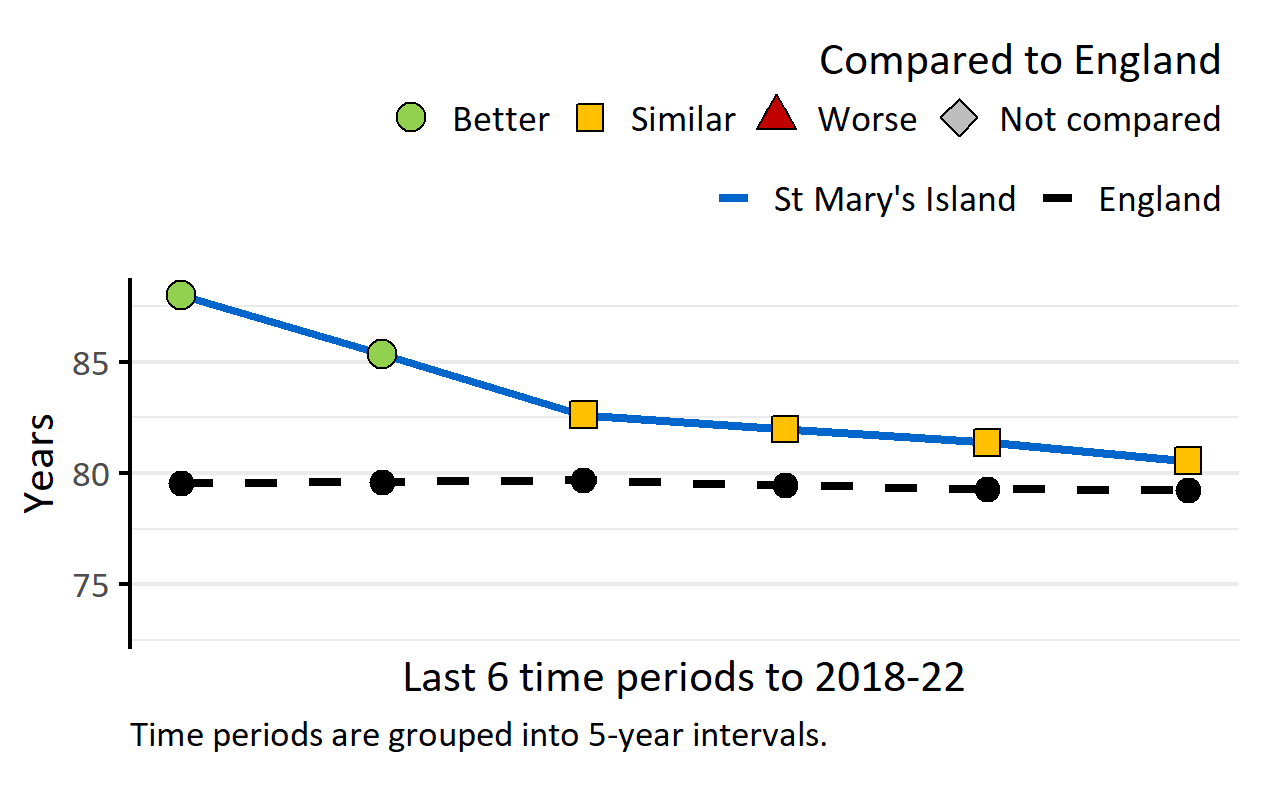 Compared to England
Better Similar Worse Not compared
St Mary's Island England
Years
85
80
75
Last 6 time periods to 2018-22
Time periods are grouped into 5-year intervals.